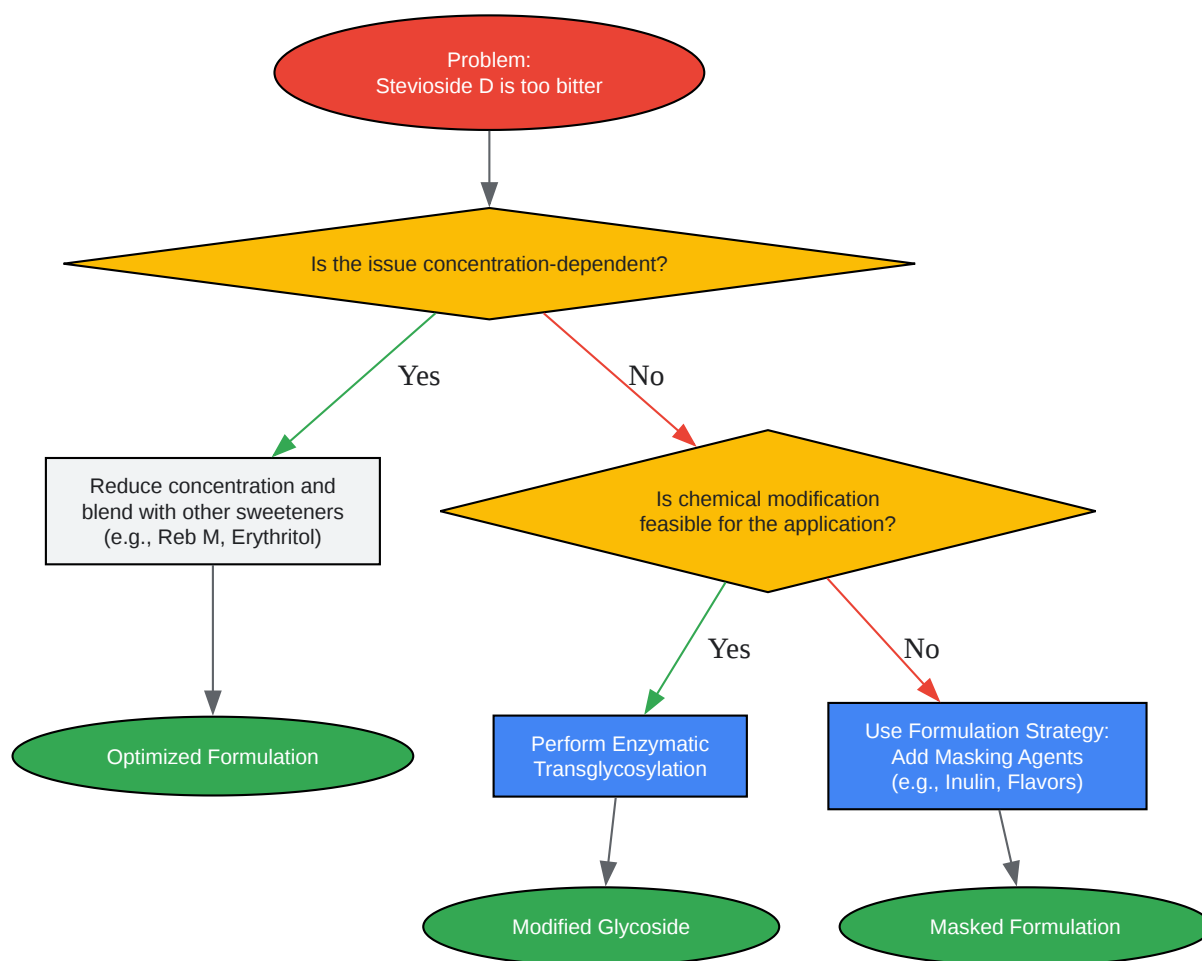 Problem:
Stevioside D is too bitter
Is the issue concentration-dependent?
Yes
No
Reduce concentration and
blend with other sweeteners
(e.g., Reb M, Erythritol)
Is chemical modification
feasible for the application?
Yes
No
Optimized Formulation
Perform Enzymatic
Transglycosylation
Use Formulation Strategy:
Add Masking Agents
(e.g., Inulin, Flavors)
Modified Glycoside
Masked Formulation